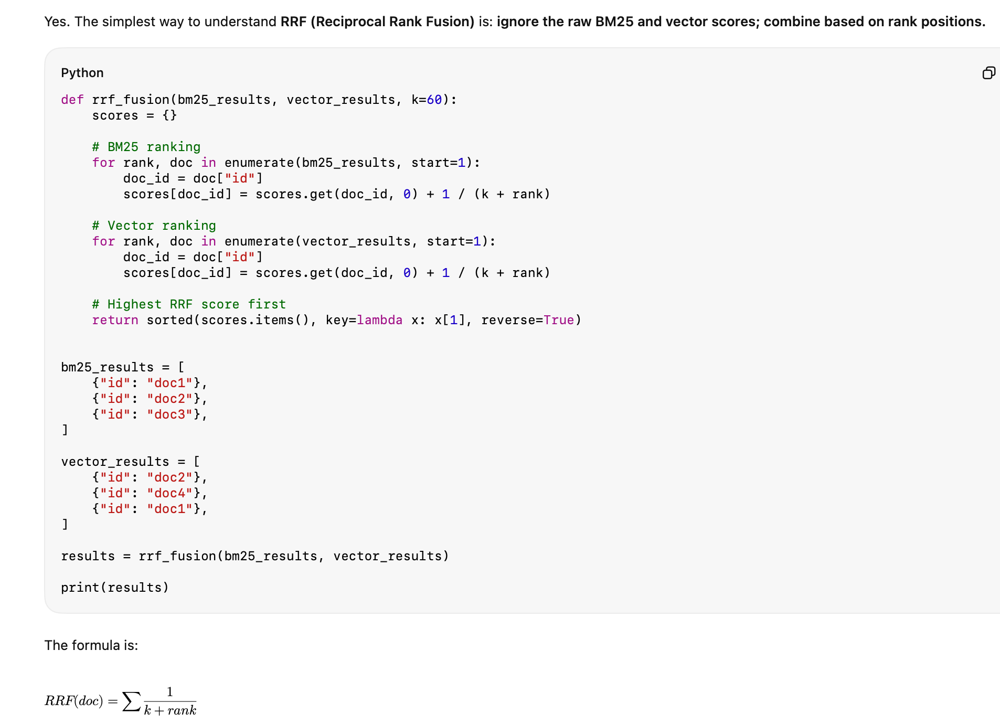 Yes. The simplest way to understand RRF (Reciprocal Rank Fusion) is: ignore the raw BM25 and vector scores; combine based on rank positions.
Python
def rrf_fusion(bm25_results, vector_results, k=60):
    scores = {}

    # BM25 ranking
    for rank, doc in enumerate(bm25_results, start=1):
        doc_id = doc["id"]
        scores[doc_id] = scores.get(doc_id, 0) + 1 / (k + rank)

    # Vector ranking
    for rank, doc in enumerate(vector_results, start=1):
        doc_id = doc["id"]
        scores[doc_id] = scores.get(doc_id, 0) + 1 / (k + rank)

    # Highest RRF score first
    return sorted(scores.items(), key=lambda x: x[1], reverse=True)


bm25_results = [
    {"id": "doc1"},
    {"id": "doc2"},
    {"id": "doc3"},
]

vector_results = [
    {"id": "doc2"},
    {"id": "doc4"},
    {"id": "doc1"},
]

results = rrf_fusion(bm25_results, vector_results)

print(results)
The formula is:
RRF(doc) = ∑ 1 / (k + rank)